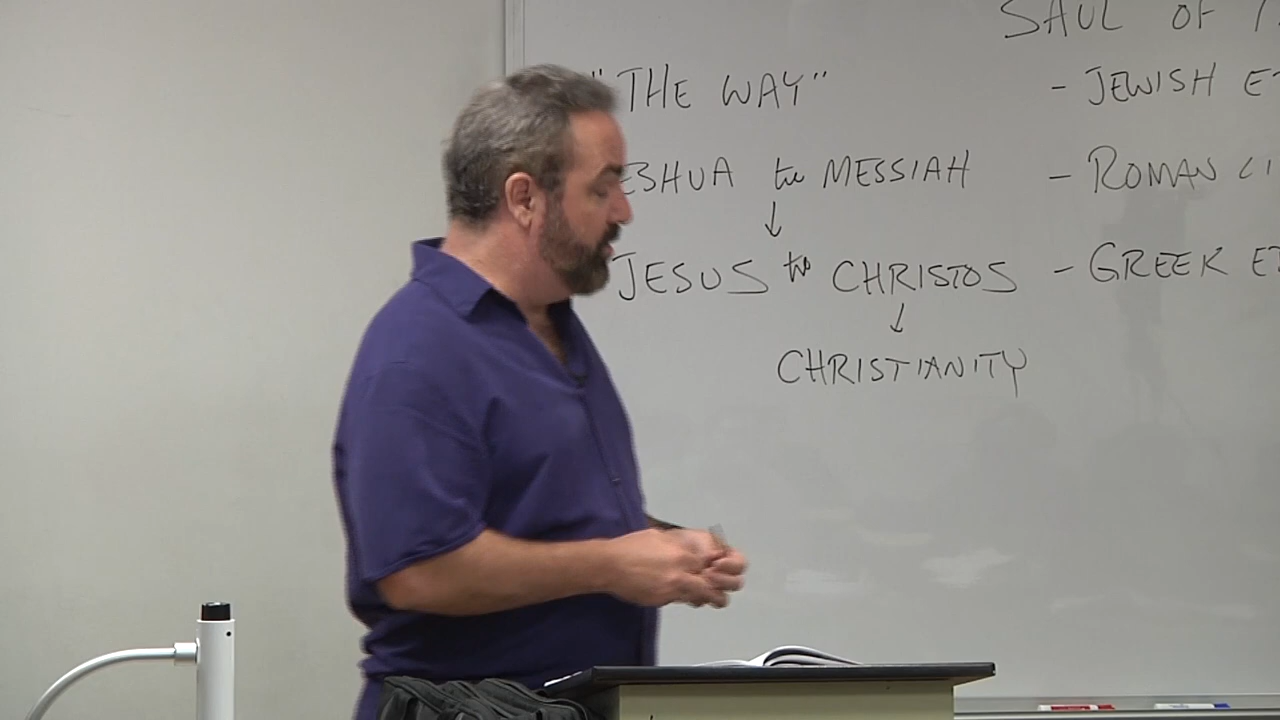 SAUL OF
"THE WAY"
- JEWISH
ESHUA the MESSIAH
- ROMAN
↓
JESUS the CHRISTOS
- GREEK
↓
CHRISTIANITY